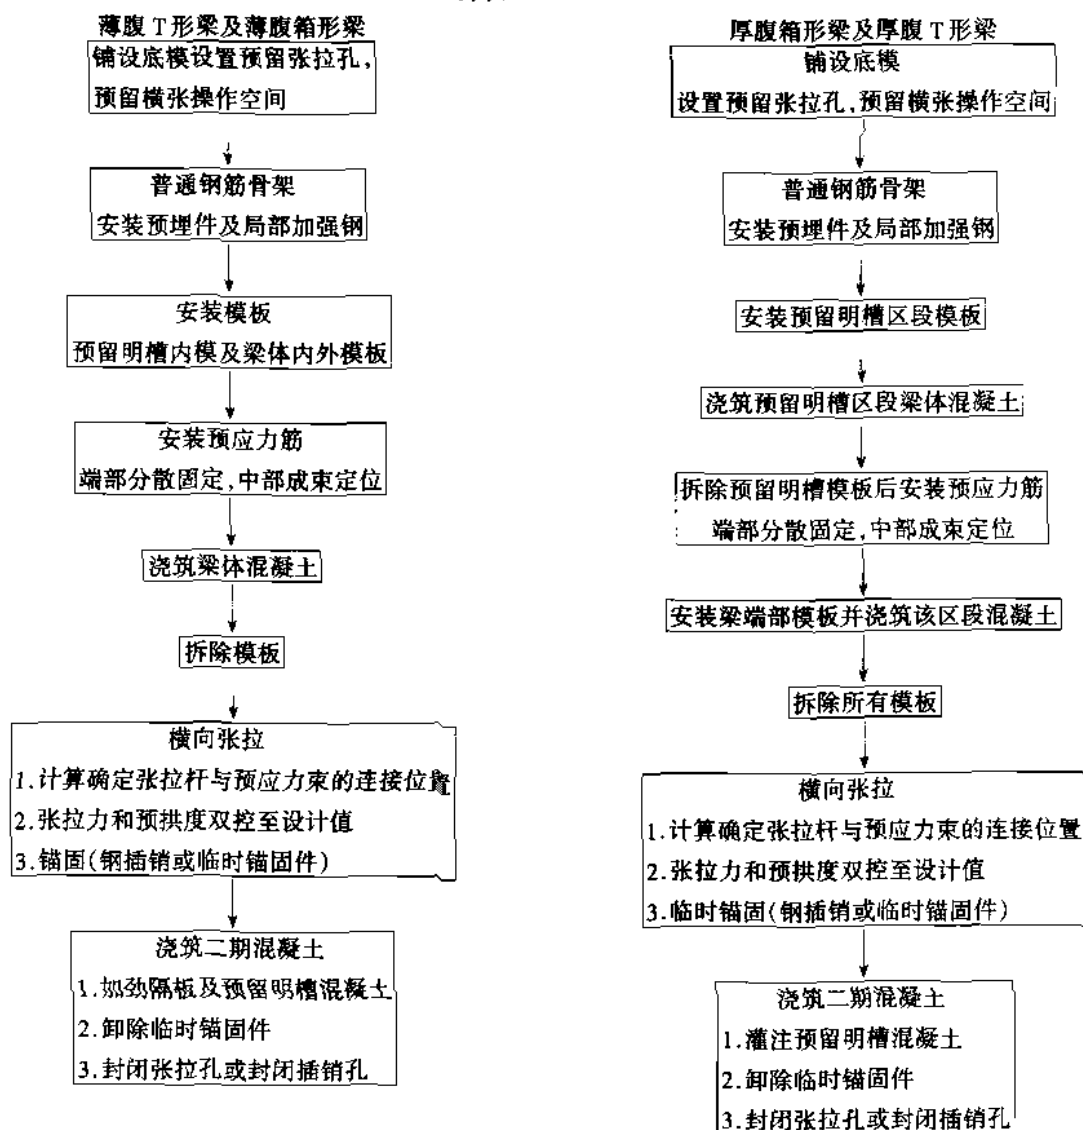 薄腹 T 形梁及薄腹箱形梁
铺设底模设置预留张拉孔，
预留横张操作空间
普通钢筋骨架
安装预埋件及局部加强钢
安装模板
预留明槽内模及梁体内外模板
安装预应力筋
端部分散固定，中部成束定位
浇筑梁体混凝土
拆除模板
横向张拉
1.计算确定张拉杆与预应力束的连接位置
2.张拉力和预拱度双控至设计值
3.锚固(钢插销或临时锚固件)
浇筑二期混凝土
1.加劲隔板及预留明槽混凝土
2.卸除临时锚固件
3.封闭张拉孔或封闭插销孔
厚腹箱形梁及厚腹 T 形梁
铺设底模
设置预留张拉孔，预留横张操作空间
普通钢筋骨架
安装预埋件及局部加强钢
安装预留明槽区段模板
浇筑预留明槽区段梁体混凝土
拆除预留明槽模板后安装预应力筋
端部分散固定，中部成束定位
安装梁端部模板并浇筑该区段混凝土
拆除所有模板
横向张拉
1.计算确定张拉杆与预应力束的连接位置
2.张拉力和预拱度双控至设计值
3.临时锚固(钢插销或临时锚固件)
浇筑二期混凝土
1.灌注预留明槽混凝土
2.卸除临时锚固件
3.封闭张拉孔或封闭插销孔